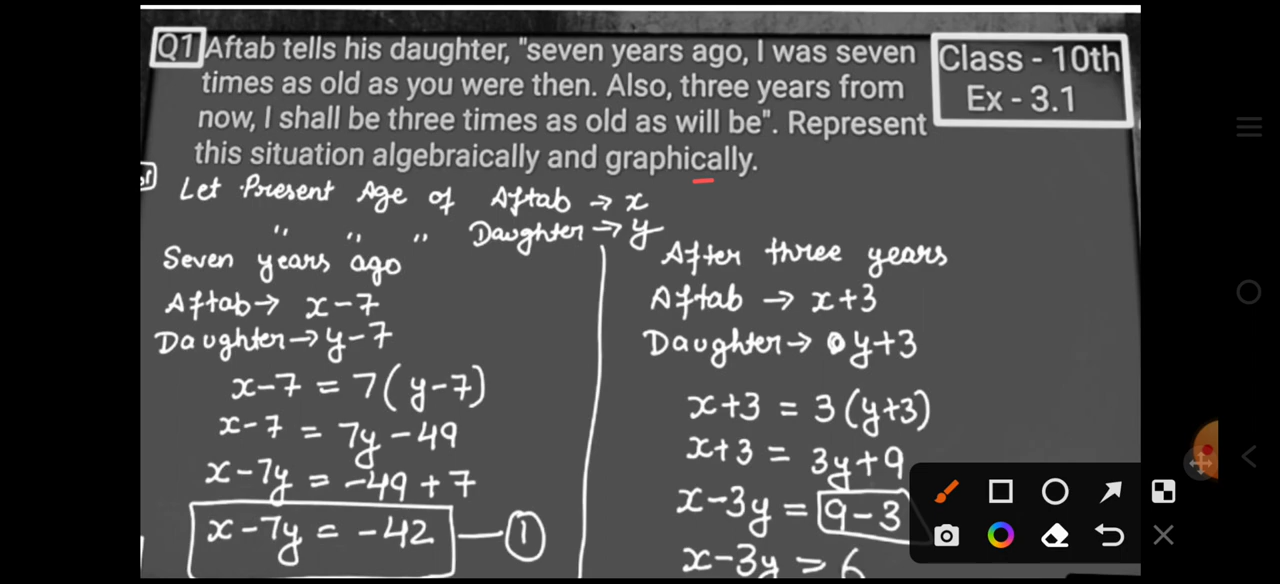 Q1 Aftab tells his daughter, "seven years ago, I was seven
times as old as you were then. Also, three years from
now, I shall be three times as old as will be". Represent
this situation algebraically and graphically.
Class - 10th
Ex - 3.1
Let Present Age of Aftab → x
" " " Daughter → y
Seven years ago
Aftab → x-7
Daughter → y-7
x-7 = 7(y-7)
x-7 = 7y-49
x-7y = -49+7
x-7y = -42 — ①
After three years
Aftab → x+3
Daughter → y+3
x+3 = 3(y+3)
x+3 = 3y+9
x-3y = 9-3
x-3y = 6